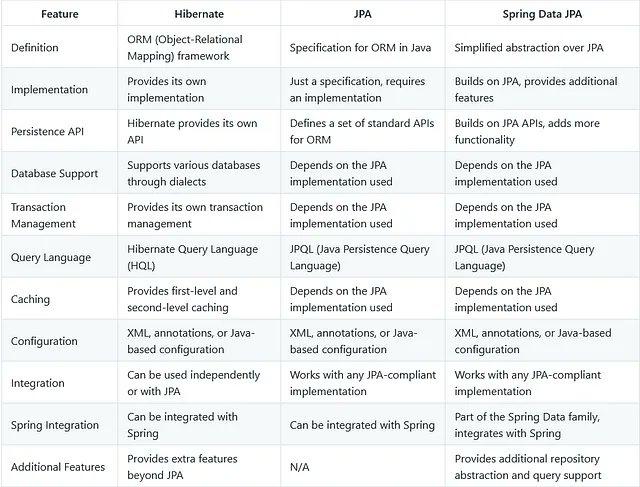 Feature Hibernate JPA Spring Data JPA
Definition
ORM (Object-Relational
Mapping) framework
Specification for ORM in Java
Simplified abstraction over JPA
Implementation
Provides its own
implementation
Just a specification, requires
an implementation
Builds on JPA, provides additional
features
Persistence API
Hibernate provides its own
API
Defines a set of standard APIs
for ORM
Builds on JPA APIs, adds more
functionality
Database Support
Supports various databases
through dialects
Depends on the JPA
implementation used
Depends on the JPA
implementation used
Transaction
Management
Provides its own transaction
management
Depends on the JPA
implementation used
Depends on the JPA
implementation used
Query Language
Hibernate Query Language
(HQL)
JPQL (Java Persistence Query
Language)
JPQL (Java Persistence Query
Language)
Caching
Provides first-level and
second-level caching
Depends on the JPA
implementation used
Depends on the JPA
implementation used
Configuration
XML, annotations, or Java-
based configuration
XML, annotations, or Java-
based configuration
XML, annotations, or Java-based
configuration
Integration
Can be used independently
or with JPA
Works with any JPA-compliant
implementation
Works with any JPA-compliant
implementation
Spring Integration
Can be integrated with
Spring
Can be integrated with Spring
Part of the Spring Data family,
integrates with Spring
Additional Features
Provides extra features
beyond JPA
N/A
Provides additional repository
abstraction and query support